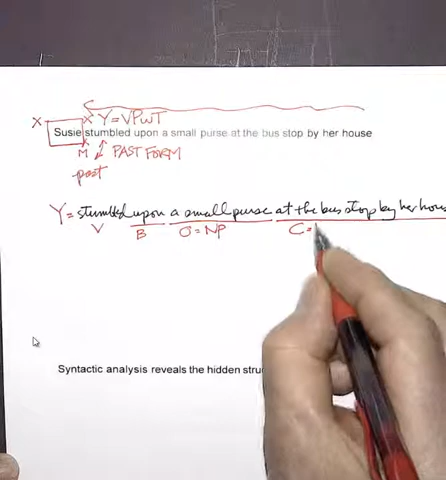 X x Y = VPWT
Susie stumbled upon a small purse at the bus stop by her house
x
M PAST FORM
past
Y = stumbled upon a small purse at the bus stop by her hous
V B O = NP C =
Syntactic analysis reveals the hidden stru